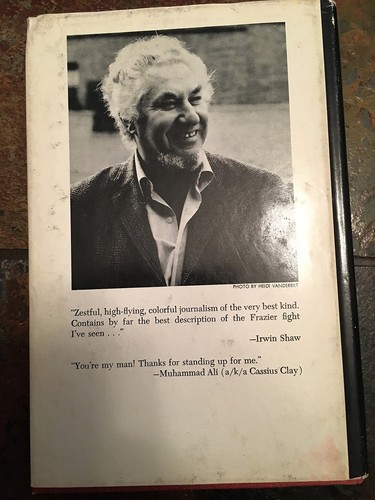 PHOTO BY HEIDI VANDERBILT
"Zestful, high-flying, colorful journalism of the very best kind.
Contains by far the best description of the Frazier fight
I've seen . . ."
—Irwin Shaw
"You're my man! Thanks for standing up for me."
—Muhammad Ali (a/k/a Cassius Clay)